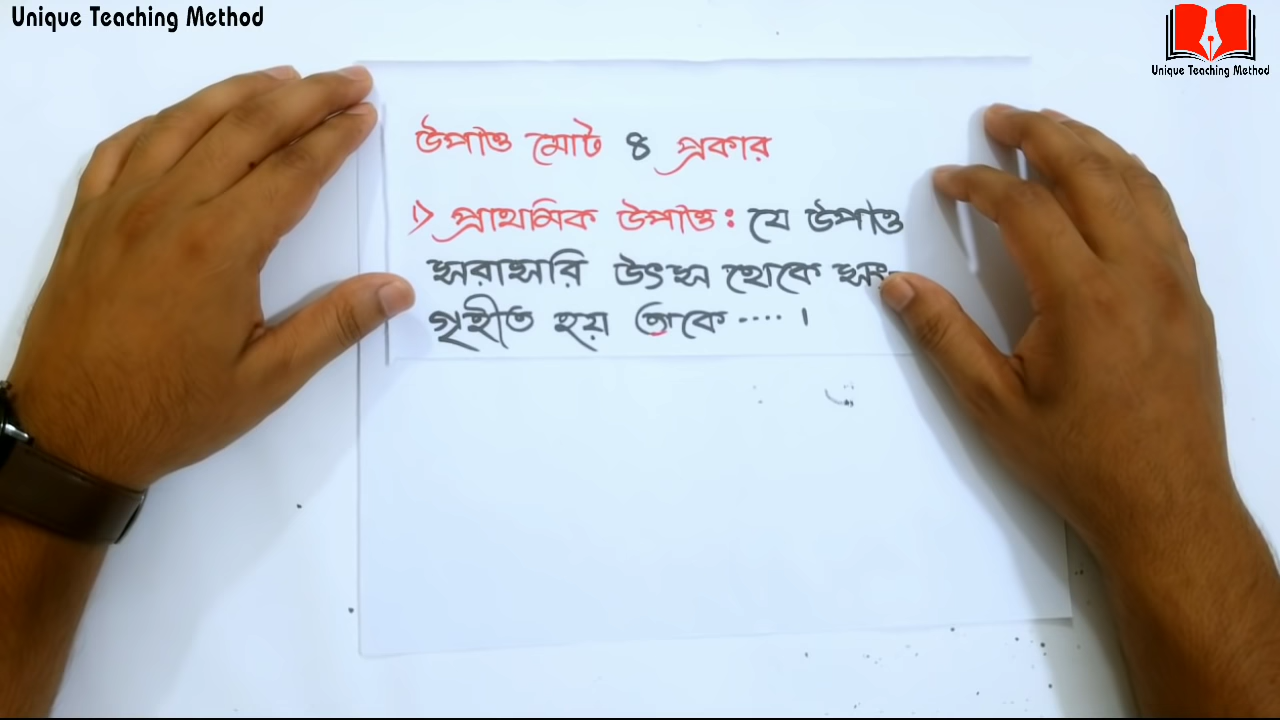 Unique Teaching Method
Unique Teaching Method
উপাত্ত মোট ৪ প্রকার
১) প্রাথমিক উপাত্ত: যে উপাত্ত
সরাসরি উৎস থেকে সং-
গৃহীত হয় তাকে ....।